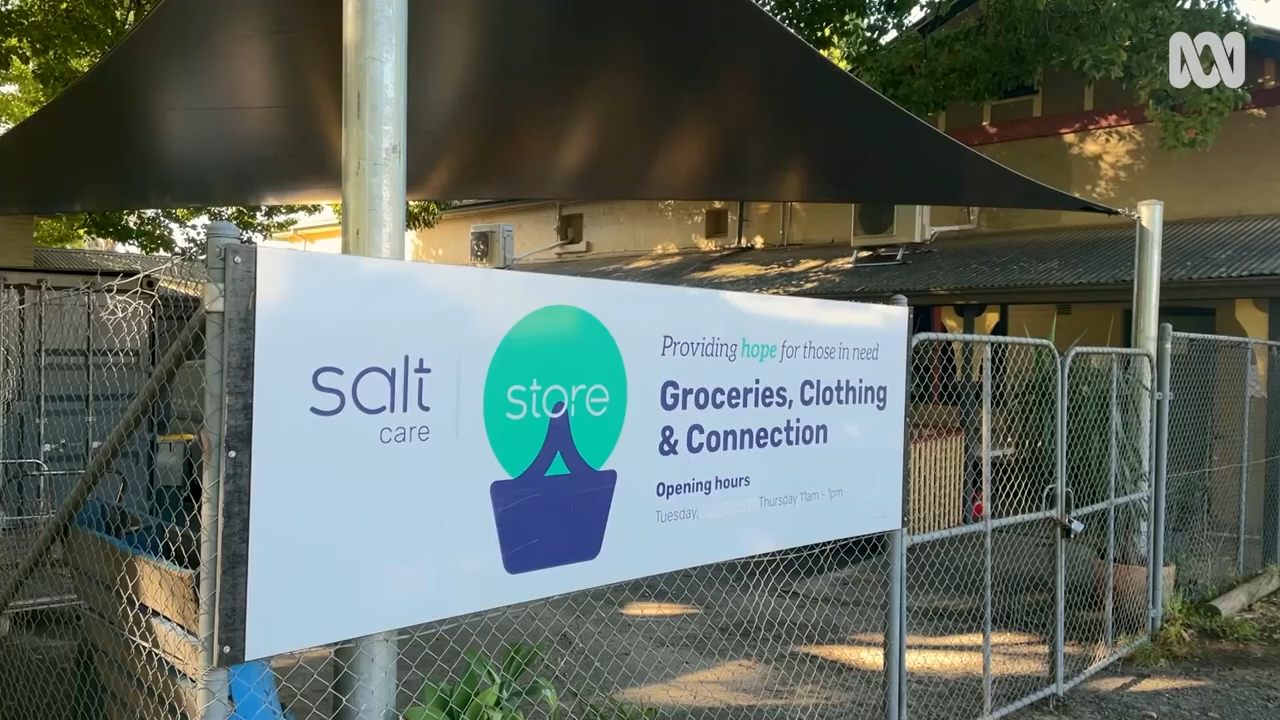 salt
care
store
Providing hope for those in need
Groceries, Clothing
& Connection
Opening hours
Tuesday, Thursday 11am - 1pm